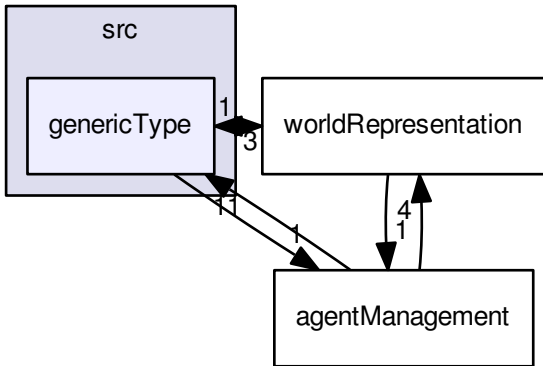 src
genericType
worldRepresentation
1
3
11
1
4
1
agentManagement